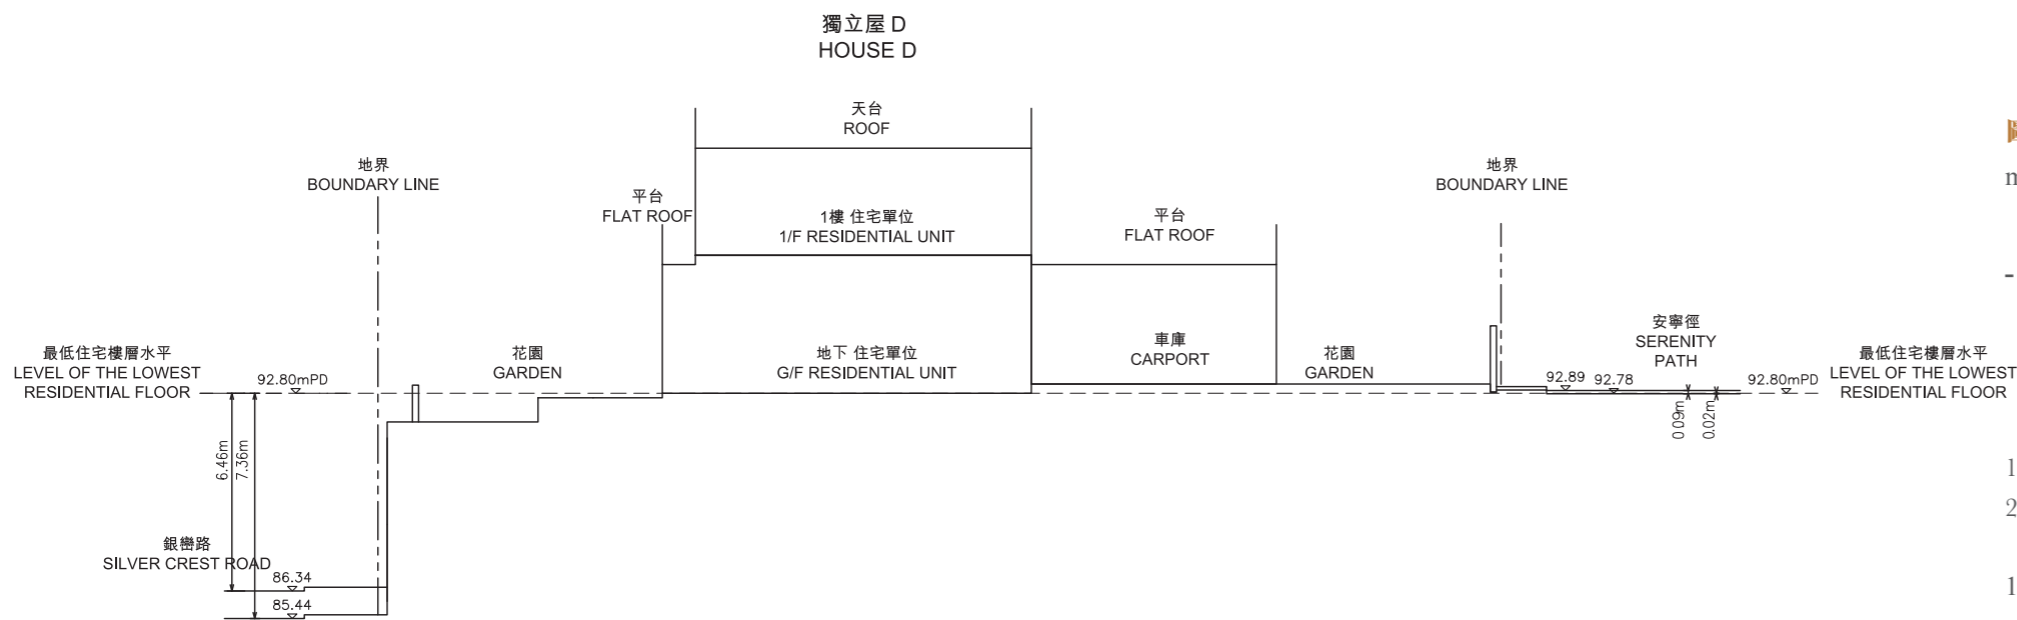 獨立屋 D
HOUSE D
天台
ROOF
地界
BOUNDARY LINE
地界
BOUNDARY LINE
平台
FLAT ROOF
1樓 住宅單位
1/F RESIDENTIAL UNIT
平台
FLAT ROOF
最低住宅樓層水平
LEVEL OF THE LOWEST
RESIDENTIAL FLOOR
92.80mPD
花園
GARDEN
地下 住宅單位
G/F RESIDENTIAL UNIT
車庫
CARPORT
花園
GARDEN
安寧徑
SERENITY
PATH
92.89
92.78
92.80mPD
最低住宅樓層水平
LEVEL OF THE LOWEST
RESIDENTIAL FLOOR
0.09m
0.02m
6.46m
7.36m
銀巒路
SILVER CREST ROAD
86.34
85.44
-
1
2
1